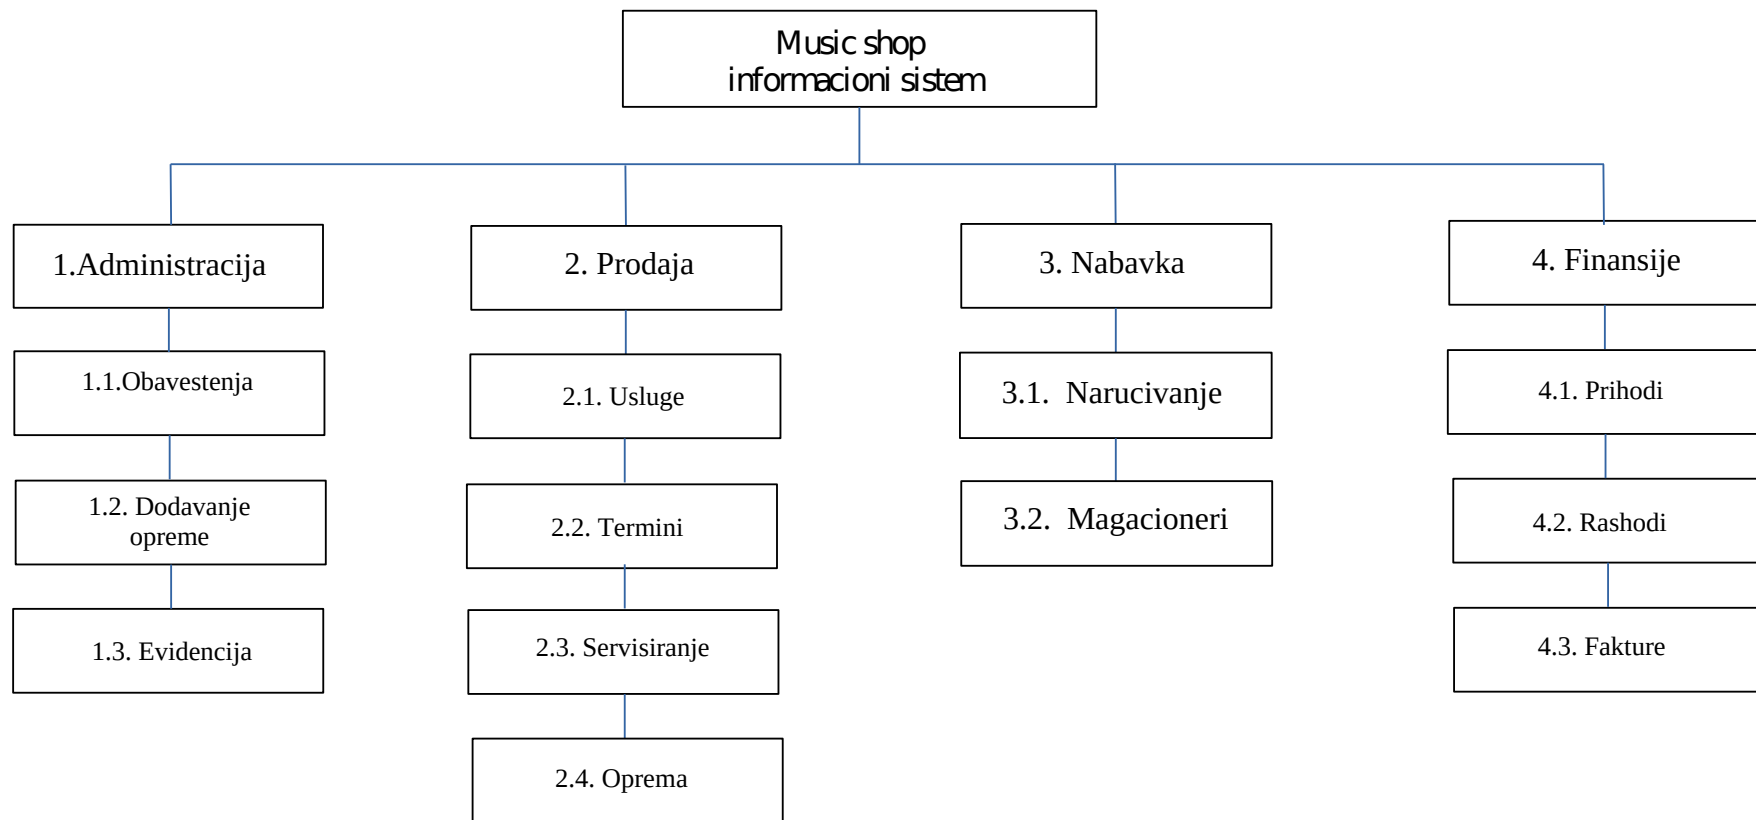 Music shop
informacioni sistem
1.Administracija
2. Prodaja
3. Nabavka
4. Finansije
1.1.Obavestenja
2.1. Usluge
3.1.  Narucivanje
4.1. Prihodi
1.2. Dodavanje
opreme
2.2. Termini
3.2.  Magacioneri
4.2. Rashodi
1.3. Evidencija
2.3. Servisiranje
4.3. Fakture
2.4. Oprema